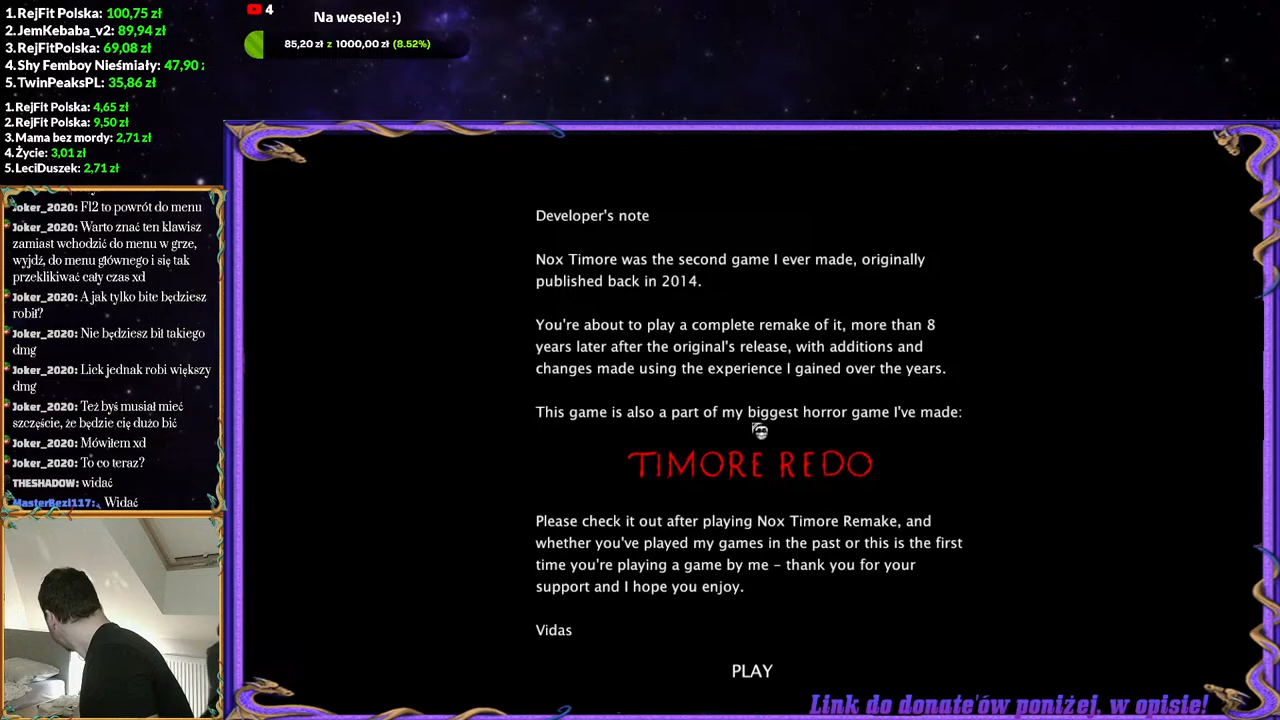 1.RejFit Polska: 100,75 zł
2.JemKebaba_v2: 89,94 zł
3.RejFitPolska: 69,08 zł
4.Shy Femboy Nieśmiały: 47,90 z
5.TwinPeaksPL: 35,86 zł
1.RejFit Polska: 4,65 zł
2.RejFit Polska: 9,50 zł
3.Mama bez mordy: 2,71 zł
4.Życie: 3,01 zł
5.LeciDuszek: 2,71 zł
4
Na wesele! :)
85,20 zł z 1000,00 zł (8.52%)
Joker_2020: F12 to powrót do menu
Joker_2020: Warto znać ten klawisz
zamiast wchodzić do menu w grze,
wyjdź, do menu głównego i się tak
przeklikiwać cały czas xd
Joker_2020: A jak tylko bite będziesz
robił?
Joker_2020: Nie będziesz bił takiego
dmg
Joker_2020: Lick jednak robi większy
dmg
Joker_2020: Też byś musiał mieć
szczęście, że będzie cię dużo bić
Joker_2020: Mówiłem xd
Joker_2020: To co teraz?
THESHADOW: widać
MasterBezi117: Widać
Developer's note
Nox Timore was the second game I ever made, originally
published back in 2014.
You're about to play a complete remake of it, more than 8
years later after the original's release, with additions and
changes made using the experience I gained over the years.
This game is also a part of my biggest horror game I've made:
TIMORE REDO
Please check it out after playing Nox Timore Remake, and
whether you've played my games in the past or this is the first
time you're playing a game by me – thank you for your
support and I hope you enjoy.
Vidas
PLAY
Link do donate'ów poniżej, w opisie!